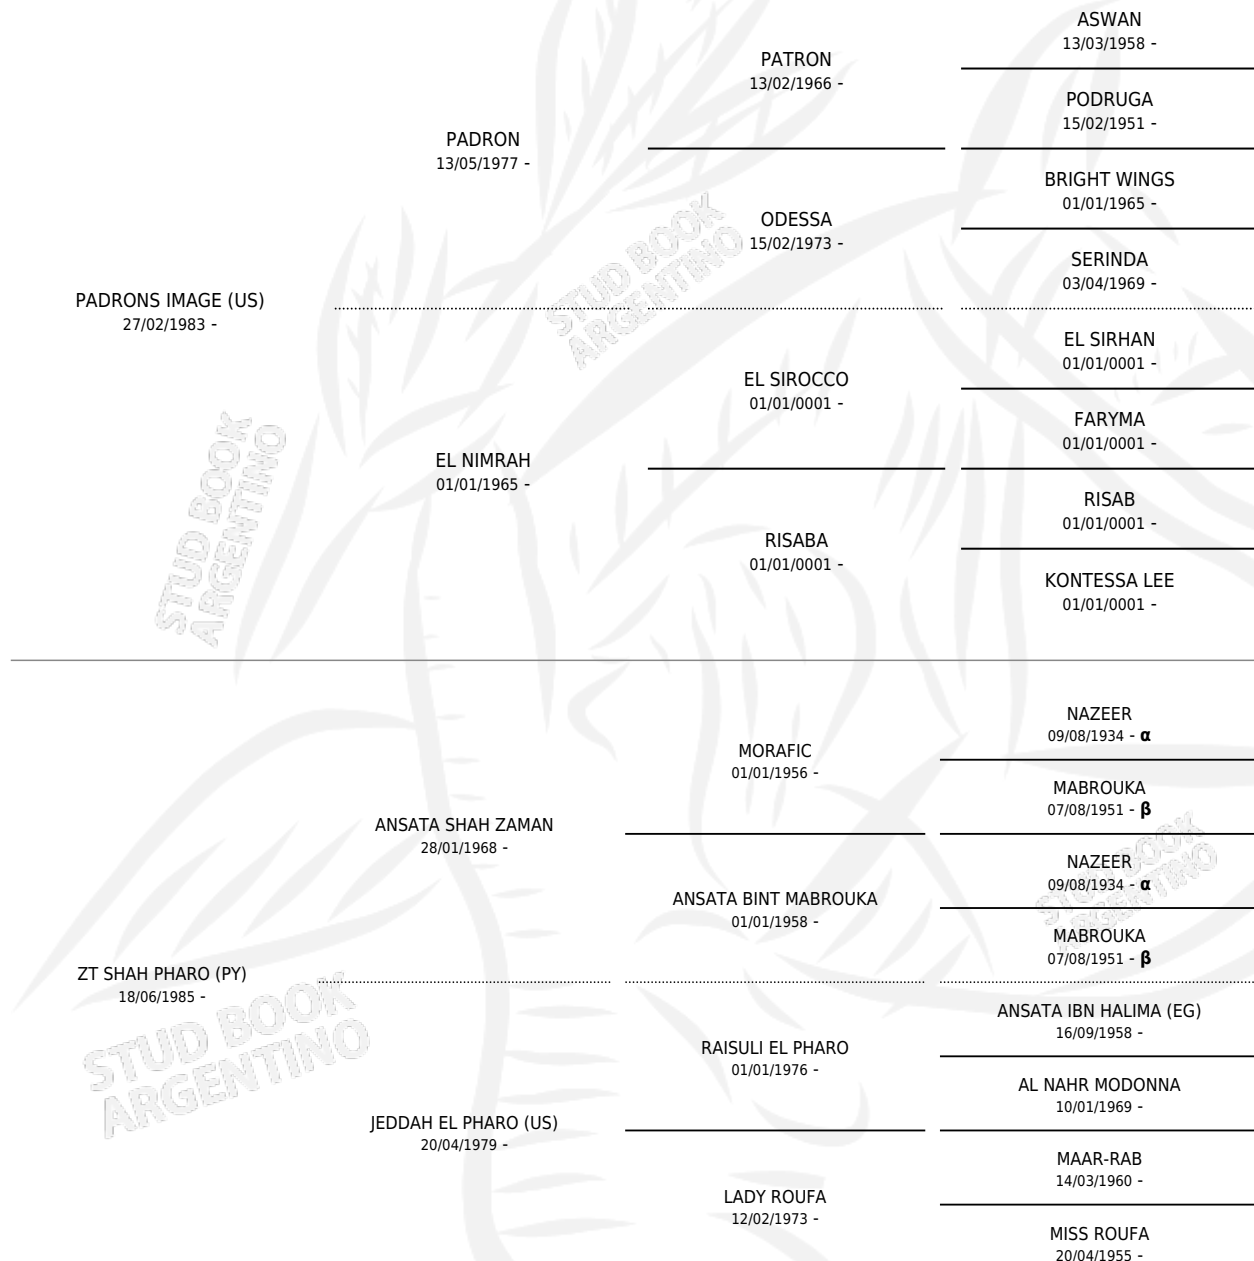 ASWAN
13/03/1958 -
PATRON
13/02/1966 -
PODRUGA
15/02/1951 -
PADRON
13/05/1977 -
BRIGHT WINGS
01/01/1965 -
ODESSA
15/02/1973 -
SERINDA
03/04/1969 -
PADRONS IMAGE (US)
27/02/1983 -
EL SIRHAN
01/01/0001 -
EL SIROCCO
01/01/0001 -
FARYMA
01/01/0001 -
EL NIMRAH
01/01/1965 -
RISAB
01/01/0001 -
RISABA
01/01/0001 -
KONTESSA LEE
01/01/0001 -
NAZEER
09/08/1934 - α
MORAFIC
01/01/1956 -
MABROUKA
07/08/1951 - β
ANSATA SHAH ZAMAN
28/01/1968 -
NAZEER
09/08/1934 - α
ANSATA BINT MABROUKA
01/01/1958 -
MABROUKA
07/08/1951 - β
ZT SHAH PHARO (PY)
18/06/1985 -
ANSATA IBN HALIMA (EG)
16/09/1958 -
RAISULI EL PHARO
01/01/1976 -
AL NAHR MODONNA
10/01/1969 -
JEDDAH EL PHARO (US)
20/04/1979 -
MAAR-RAB
14/03/1960 -
LADY ROUFA
12/02/1973 -
MISS ROUFA
20/04/1955 -
STUD BOOK
ARGENTINO
STUD BOOK
ARGENTINO
STUD BOOK
ARGENTINO
STUD BOOK
ARGENTINO